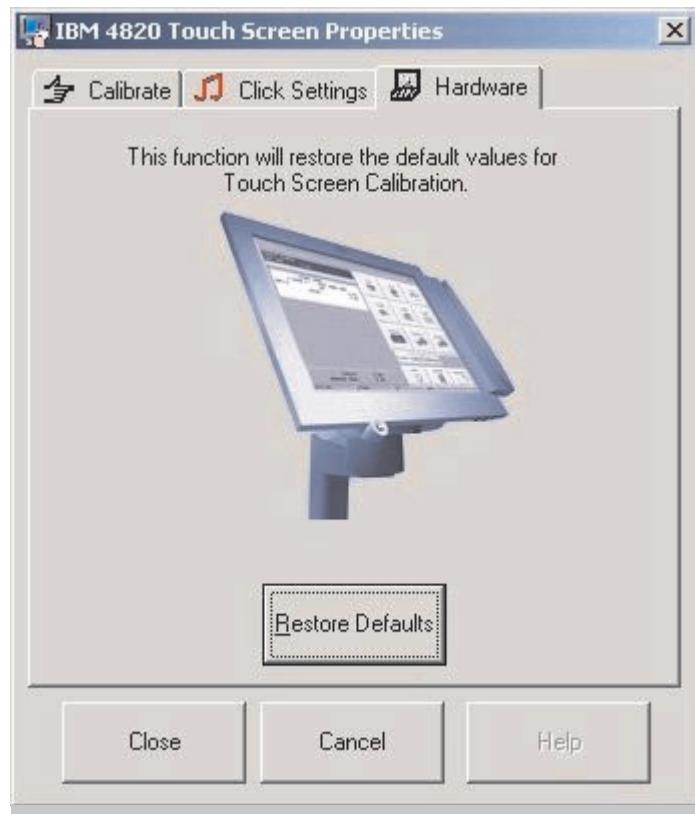 IBM 4820 Touch Screen Properties
Calibrate
Click Settings
Hardware
This function will restore the default values for
Touch Screen Calibration.
Restore Defaults
Close
Cancel
Help